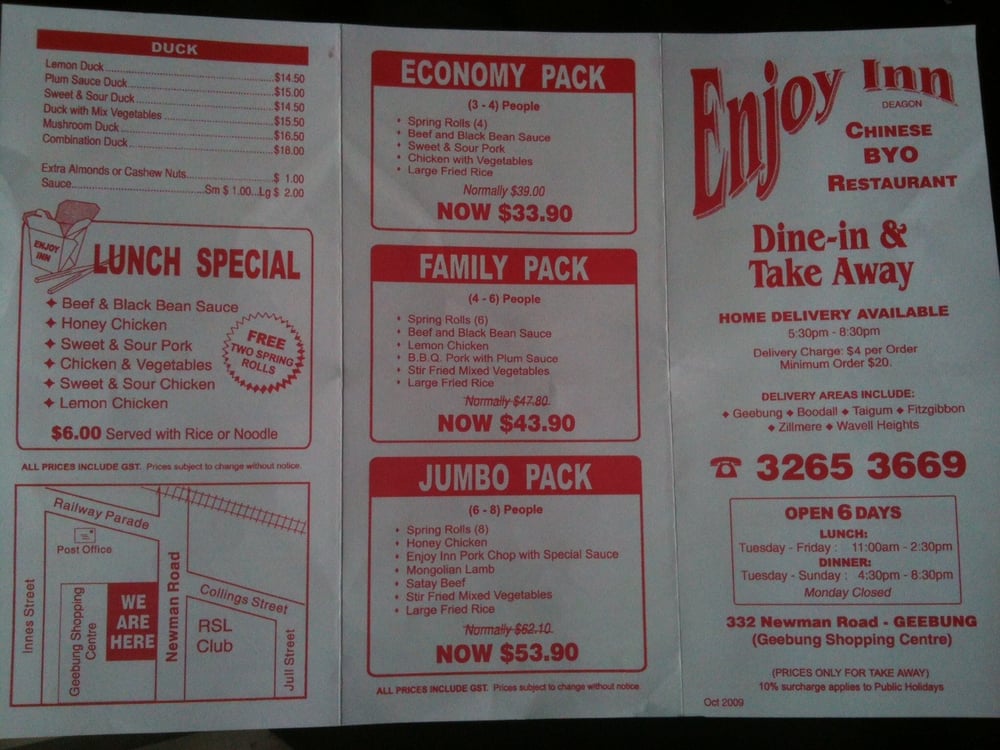 DUCK
Lemon Duck...$14.50
Plum Sauce Duck...$15.00
Sweet & Sour Duck...$14.50
Duck with Mix Vegetables...$15.50
Mushroom Duck...$16.50
Combination Duck...$18.00
Extra Almonds or Cashew Nuts...$ 1.00
Sauce...Sm $ 1.00...Lg $ 2.00
ENJOY
INN
LUNCH SPECIAL
Beef & Black Bean Sauce
Honey Chicken
Sweet & Sour Pork
Chicken & Vegetables
Sweet & Sour Chicken
Lemon Chicken
FREE
TWO SPRING
ROLLS
$6.00 Served with Rice or Noodle
ALL PRICES INCLUDE GST. Prices subject to change without notice.
Railway Parade
Post Office
Innes Street
Geebung Shopping
Centre
WE
ARE
HERE
Newman Road
Collings Street
RSL
Club
Jull Street
ECONOMY PACK
(3 - 4) People
• Spring Rolls (4)
• Beef and Black Bean Sauce
• Sweet & Sour Pork
• Chicken with Vegetables
• Large Fried Rice
Normally $39.00
NOW $33.90
FAMILY PACK
(4 - 6) People
• Spring Rolls (6)
• Beef and Black Bean Sauce
• Lemon Chicken
• B.B.Q. Pork with Plum Sauce
• Stir Fried Mixed Vegetables
• Large Fried Rice
Normally $47.80
NOW $43.90
JUMBO PACK
(6 - 8) People
• Spring Rolls (8)
• Honey Chicken
• Enjoy Inn Pork Chop with Special Sauce
• Mongolian Lamb
• Satay Beef
• Stir Fried Mixed Vegetables
• Large Fried Rice
Normally $62.10
NOW $53.90
ALL PRICES INCLUDE GST. Prices subject to change without notice
Enjoy Inn
DEAGON
CHINESE
BYO
RESTAURANT
Dine-in &
Take Away
HOME DELIVERY AVAILABLE
5:30pm - 8:30pm
Delivery Charge: $4 per Order
Minimum Order $20.
DELIVERY AREAS INCLUDE:
◆ Geebung ◆ Boodall ◆ Taigum ◆ Fitzgibbon
◆ Zillmere ◆ Wavell Heights
☎ 3265 3669
OPEN 6 DAYS
LUNCH:
Tuesday - Friday : 11:00am - 2:30pm
DINNER:
Tuesday - Sunday : 4:30pm - 8:30pm
Monday Closed
332 Newman Road - GEEBUNG
(Geebung Shopping Centre)
(PRICES ONLY FOR TAKE AWAY)
10% surcharge applies to Public Holidays
Oct 2009